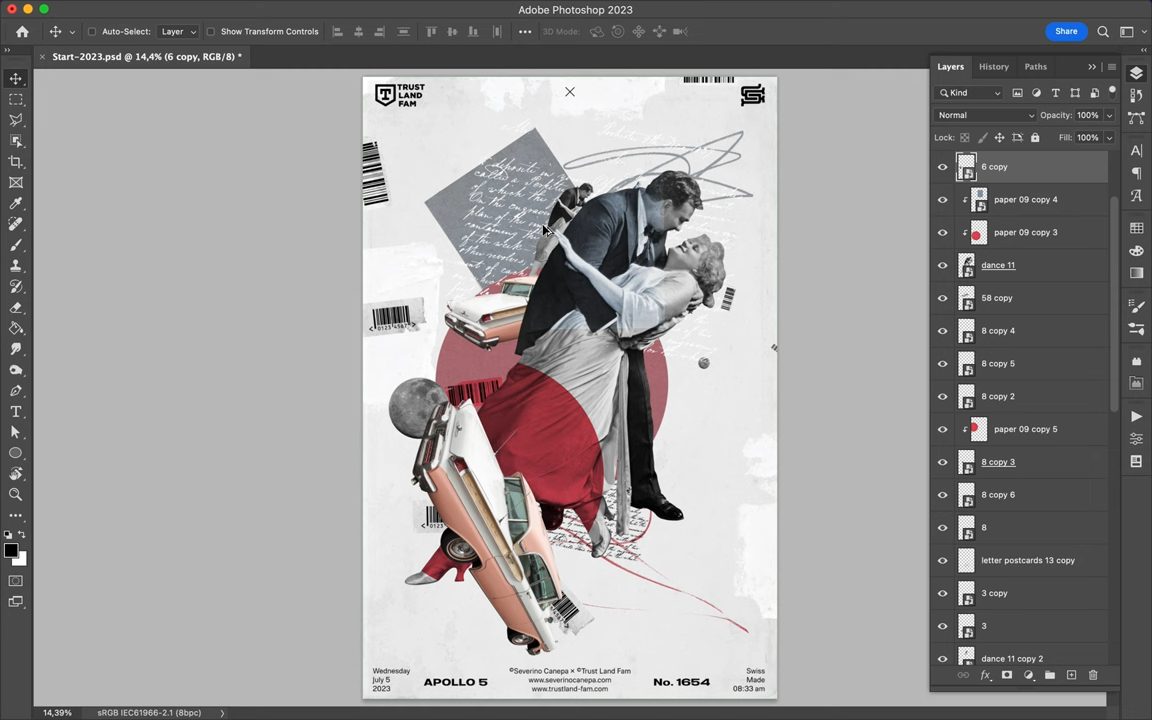 Adobe Photoshop 2023
Auto-Select:
Layer
Show Transform Controls
3D Mode:
Share
Start-2023.psd @ 14,4% (6 copy, RGB/8) *
Layers
History
Paths
Kind
Normal
Opacity:
100%
Lock:
Fill:
100%
6 copy
paper 09 copy 4
paper 09 copy 3
dance 11
58 copy
8 copy 4
8 copy 5
8 copy 2
paper 09 copy 5
8 copy 3
8 copy 6
8
letter postcards 13 copy
3 copy
3
dance 11 copy 2
TRUST
LAND
FAM
Wednesday
July 5
2023
APOLLO 5
©Severino Canepa × ©Trust Land Fam
www.severinocanepa.com
www.trustland-fam.com
No. 1654
Swiss
Made
08:33 am
14,39%
sRGB IEC61966-2.1 (8bpc)